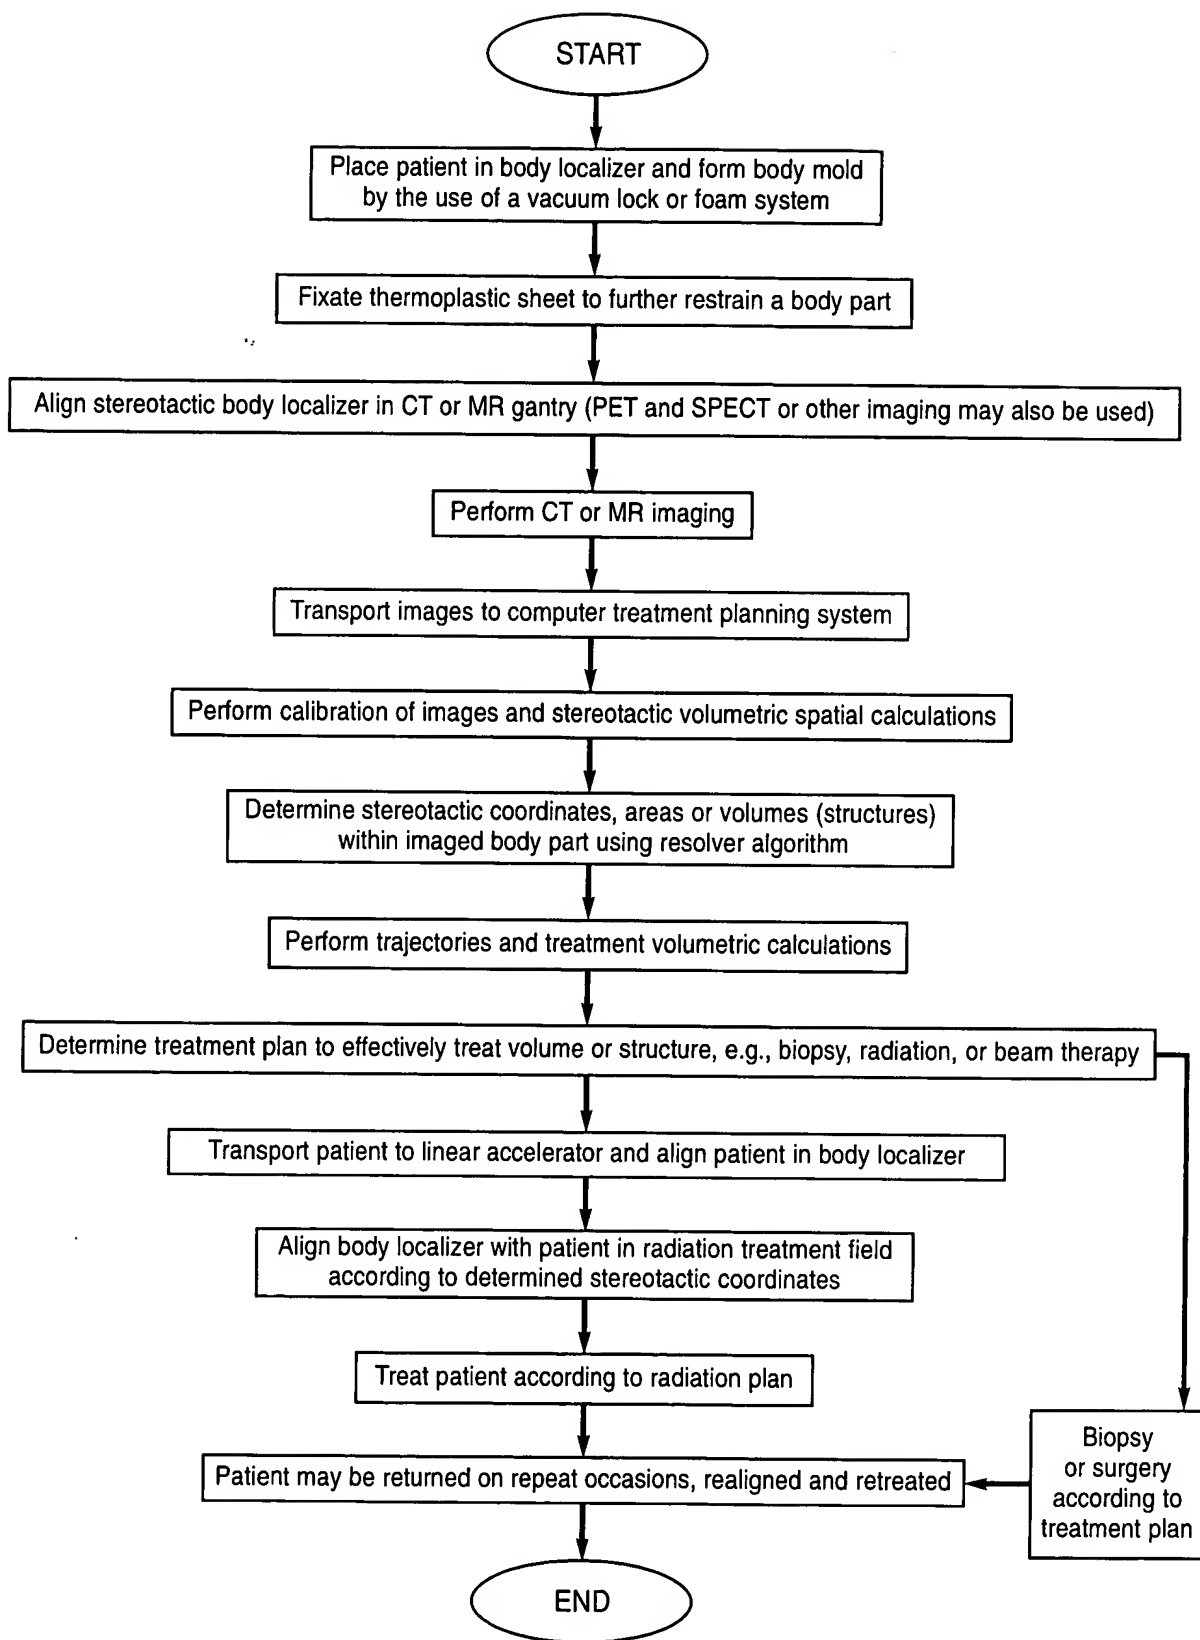 START
Place patient in body localizer and form body mold
by the use of a vacuum lock or foam system
Fixate thermoplastic sheet to further restrain a body part
Align stereotactic body localizer in CT or MR gantry (PET and SPECT or other imaging may also be used)
Perform CT or MR imaging
Transport images to computer treatment planning system
Perform calibration of images and stereotactic volumetric spatial calculations
Determine stereotactic coordinates, areas or volumes (structures)
within imaged body part using resolver algorithm
Perform trajectories and treatment volumetric calculations
Determine treatment plan to effectively treat volume or structure, e.g., biopsy, radiation, or beam therapy
Transport patient to linear accelerator and align patient in body localizer
Align body localizer with patient in radiation treatment field
according to determined stereotactic coordinates
Treat patient according to radiation plan
Biopsy
or surgery
according to
treatment plan
Patient may be returned on repeat occasions, realigned and retreated
END